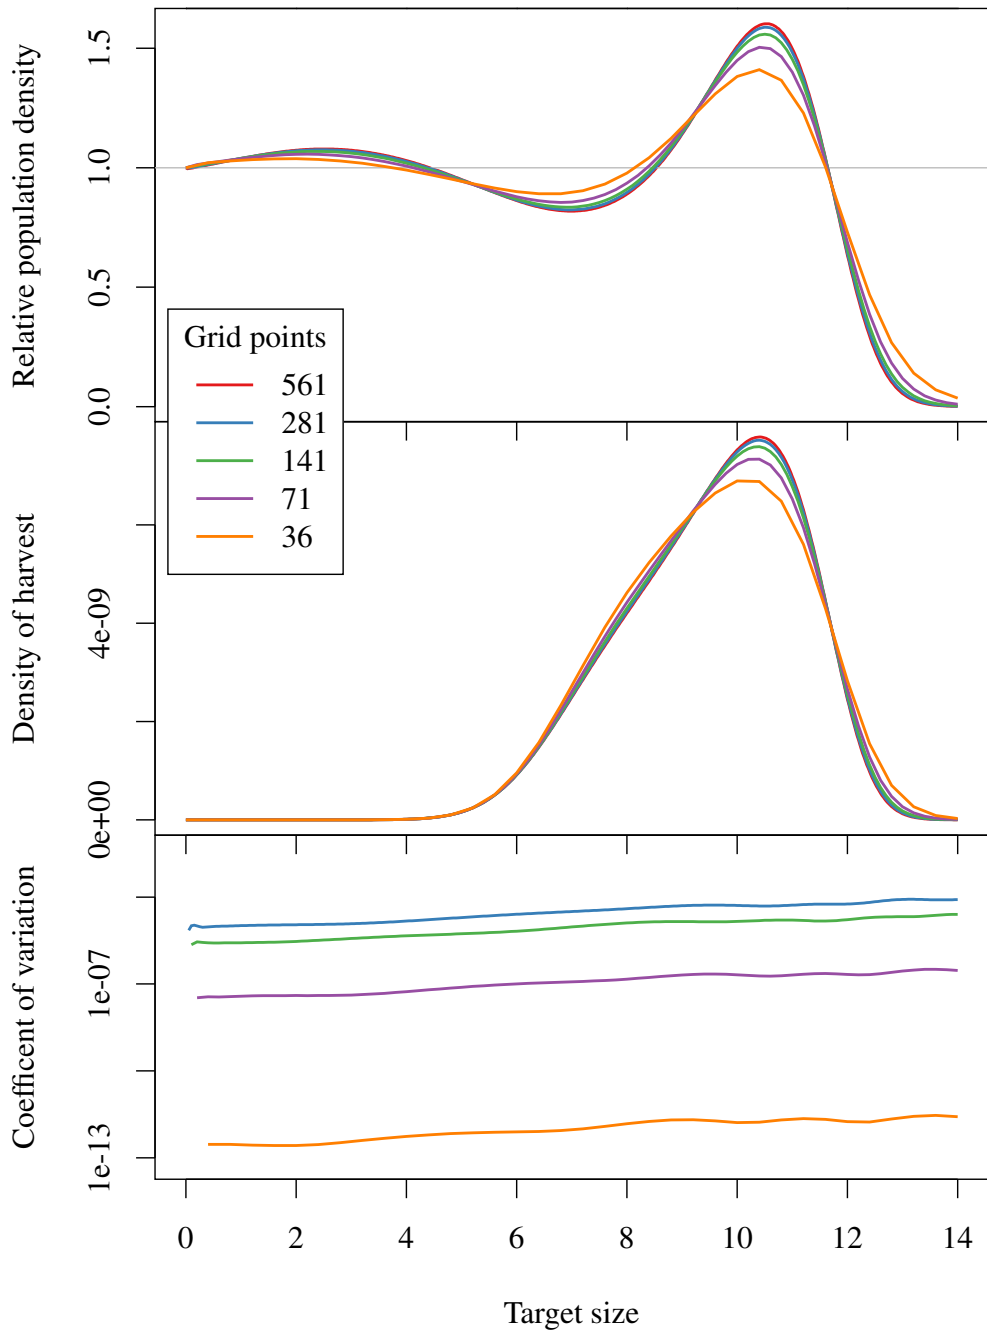 Relative population density
1.5
1.0
0.5
0.0
Grid points
561
281
141
71
36
Density of harvest
4e-09
0e+00
Coefficent of variation
1e-07
1e-13
0 2 4 6 8 10 12 14
Target size